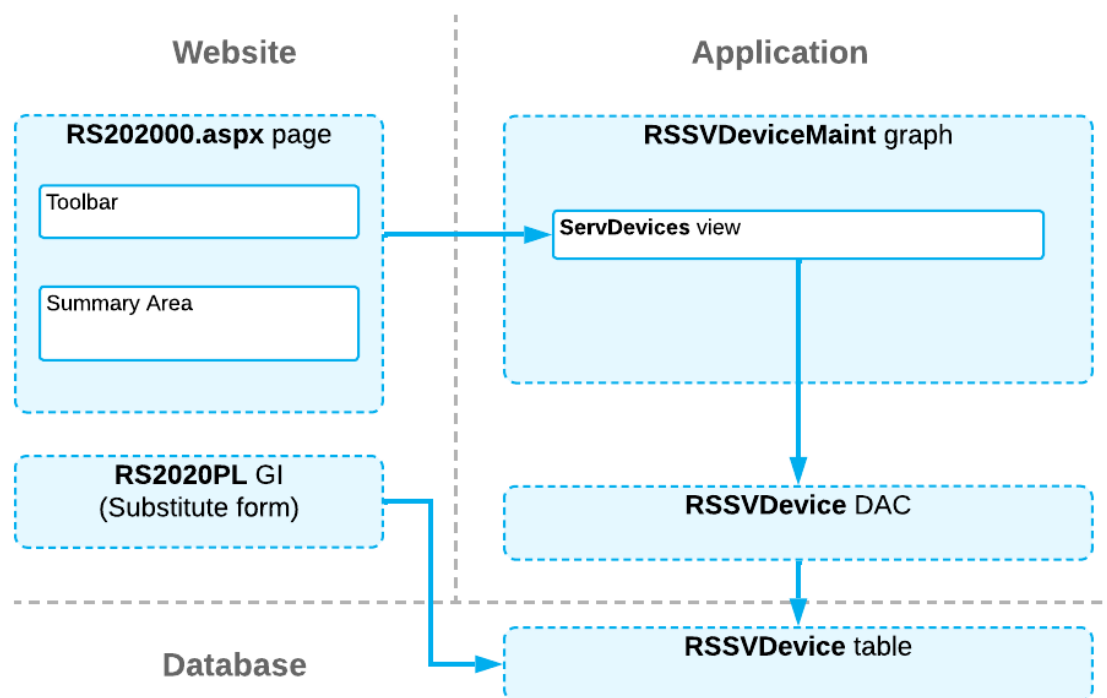 Website
Application
RS202000.aspx page
Toolbar
Summary Area
RSSVDeviceMaint graph
ServDevices view
RS2020PL GI
(Substitute form)
RSSVDevice DAC
Database
RSSVDevice table